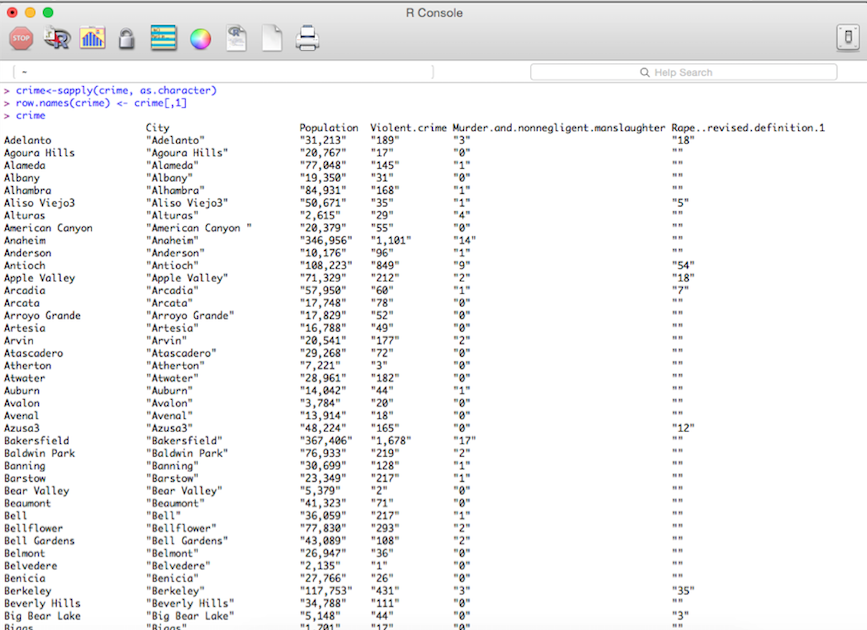 R Console
STOP
R
Help Search
~
> crime<-sapply(crime, as.character)
> row.names(crime) <- crime[,1]
> crime
City Population Violent.crime Murder.and.nonnegligent.manslaughter Rape..revised.definition.1
Adelanto "Adelanto" "31,213" "189" "3" "18"
Agoura Hills "Agoura Hills" "20,767" "17" "0" ""
Alameda "Alameda" "77,048" "145" "1" ""
Albany "Albany" "19,350" "31" "0" ""
Alhambra "Alhambra" "84,931" "168" "1" ""
Aliso Viejo3 "Aliso Viejo3" "50,671" "35" "1" "5"
Alturas "Alturas" "2,615" "29" "4" ""
American Canyon "American Canyon " "20,379" "55" "0" ""
Anaheim "Anaheim" "346,956" "1,101" "14" ""
Anderson "Anderson" "10,176" "96" "1" ""
Antioch "Antioch" "108,223" "849" "9" "54"
Apple Valley "Apple Valley" "71,329" "212" "2" "18"
Arcadia "Arcadia" "57,950" "60" "1" "7"
Arcata "Arcata" "17,748" "78" "0" ""
Arroyo Grande "Arroyo Grande" "17,829" "52" "0" ""
Artesia "Artesia" "16,788" "49" "0" ""
Arvin "Arvin" "20,541" "177" "2" ""
Atascadero "Atascadero" "29,268" "72" "0" ""
Atherton "Atherton" "7,221" "3" "0" ""
Atwater "Atwater" "28,961" "182" "0" ""
Auburn "Auburn" "14,042" "44" "1" ""
Avalon "Avalon" "3,784" "20" "0" ""
Avenal "Avenal" "13,914" "18" "0" ""
Azusa3 "Azusa3" "48,224" "165" "0" "12"
Bakersfield "Bakersfield" "367,406" "1,678" "17" ""
Baldwin Park "Baldwin Park" "76,933" "219" "2" ""
Banning "Banning" "30,699" "128" "1" ""
Barstow "Barstow" "23,349" "217" "1" ""
Bear Valley "Bear Valley" "5,379" "2" "0" ""
Beaumont "Beaumont" "41,323" "71" "0" ""
Bell "Bell" "36,059" "217" "1" ""
Bellflower "Bellflower" "77,830" "293" "2" ""
Bell Gardens "Bell Gardens" "43,089" "108" "2" ""
Belmont "Belmont" "26,947" "36" "0" ""
Belvedere "Belvedere" "2,135" "1" "0" ""
Benicia "Benicia" "27,766" "26" "0" ""
Berkeley "Berkeley" "117,753" "431" "3" "35"
Beverly Hills "Beverly Hills" "34,788" "111" "0" ""
Big Bear Lake "Big Bear Lake" "5,148" "44" "0" "3"
Biggs "Biggs" "1,701" "17" "0" ""